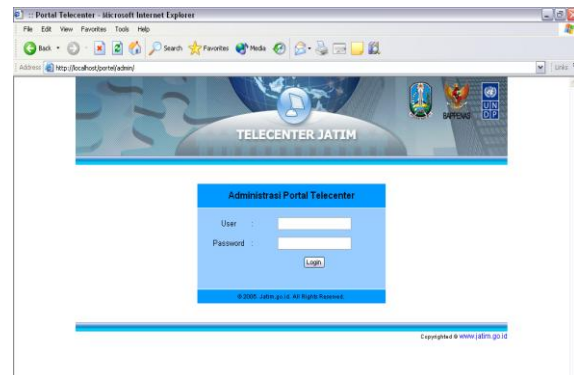 :: Portal Telecenter - Microsoft Internet Explorer
File Edit View Favorites Tools Help
Back Search Favorites Media
Address http://localhost/portel/admin/ Links
TELECENTER JATIM
BAPPENAS
UN
DP
Administrasi Portal Telecenter
User :
Password :
Login
© 2005 Jatim.go.id. All Rights Reserved.
Copyrighted © www.jatim.go.id